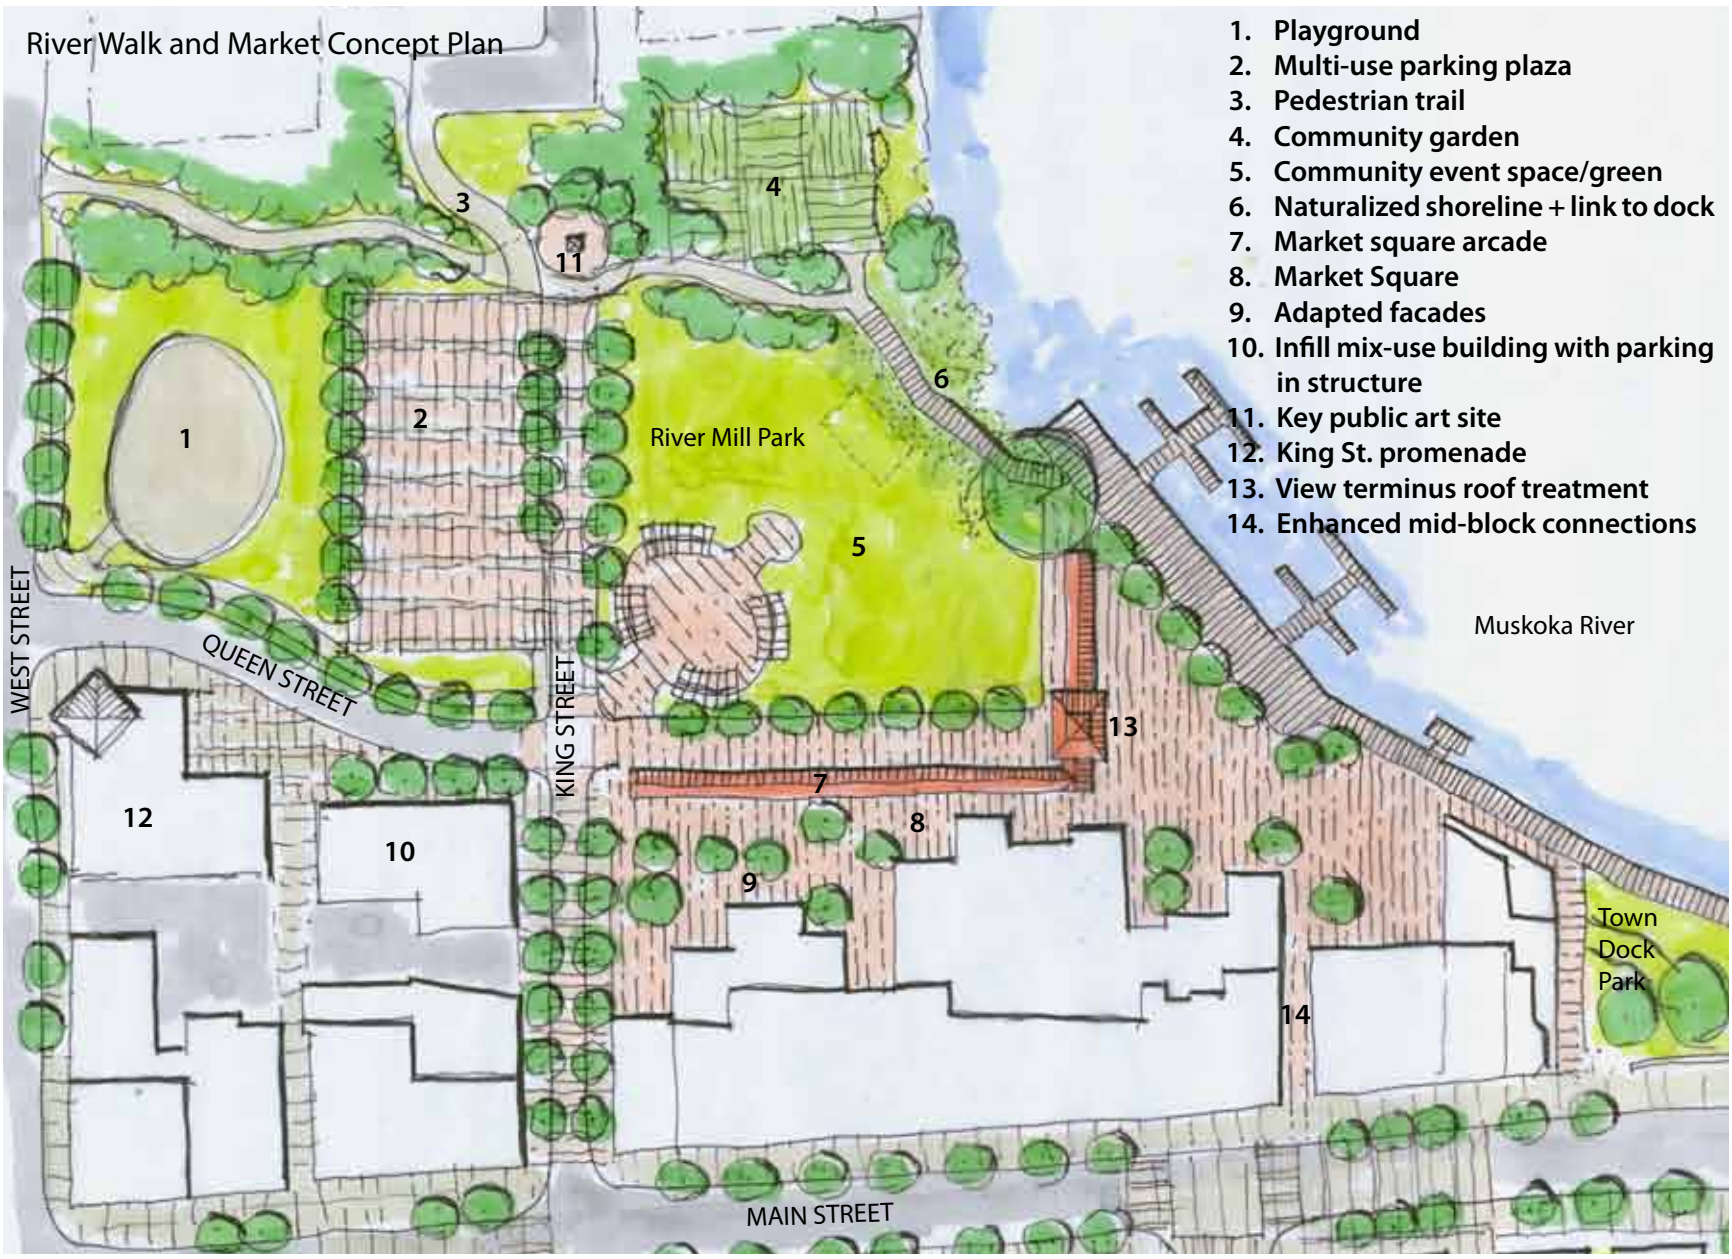 River Walk and Market Concept Plan
1. Playground
2. Multi-use parking plaza
3. Pedestrian trail
4. Community garden
5. Community event space/green
6. Naturalized shoreline + link to dock
7. Market square arcade
8. Market Square
9. Adapted facades
10. Infill mix-use building with parking
in structure
11. Key public art site
12. King St. promenade
13. View terminus roof treatment
14. Enhanced mid-block connections
4
3
11
6
2
1
River Mill Park
5
Muskoka River
WEST STREET
QUEEN STREET
KING STREET
13
7
12
8
10
9
Town
Dock
Park
14
MAIN STREET